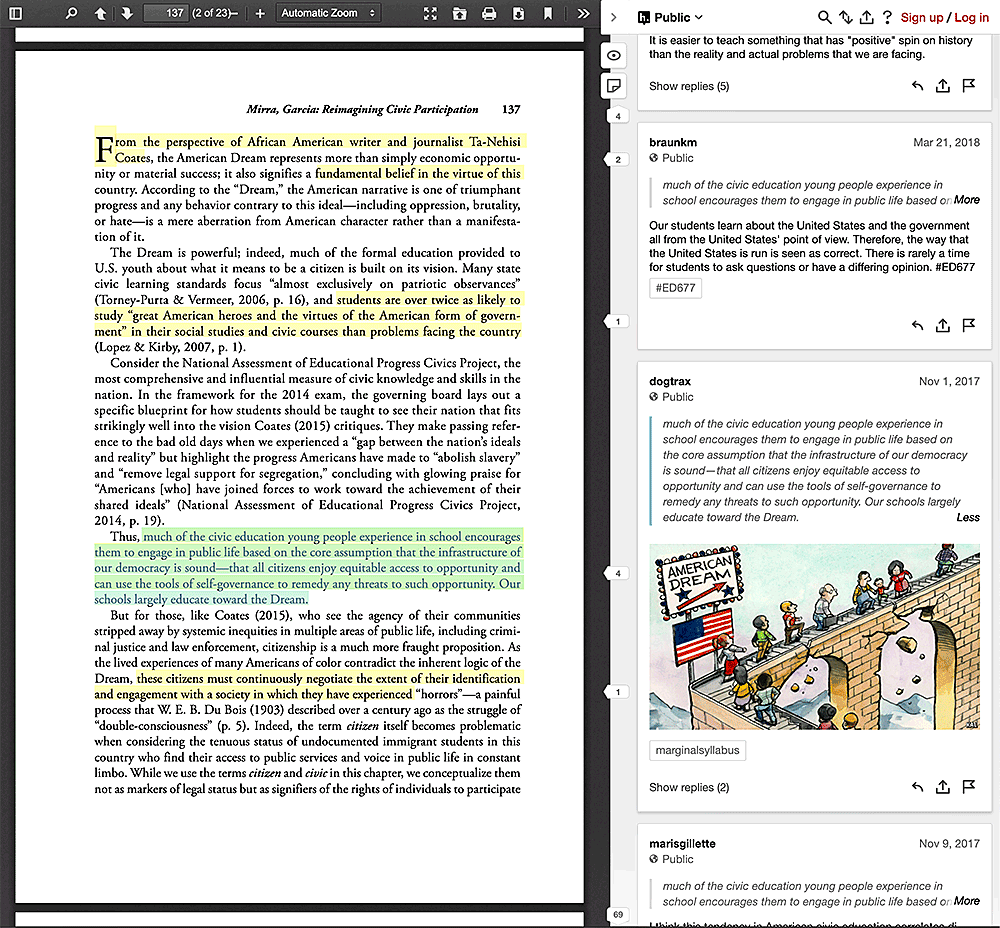 137 (2 of 23)
Automatic Zoom
Mirra, Garcia: Reimagining Civic Participation 137
From the perspective of African American writer and journalist Ta-Nehisi
Coates, the American Dream represents more than simply economic opportu-
nity or material success; it also signifies a fundamental belief in the virtue of this
country. According to the “Dream,” the American narrative is one of triumphant
progress and any behavior contrary to this ideal—including oppression, brutality,
or hate—is a mere aberration from American character rather than a manifesta-
tion of it.
The Dream is powerful; indeed, much of the formal education provided to
U.S. youth about what it means to be a citizen is built on its vision. Many state
civic learning standards focus “almost exclusively on patriotic observances”
(Torney-Purta & Vermeer, 2006, p. 16), and students are over twice as likely to
study “great American heroes and the virtues of the American form of govern-
ment” in their social studies and civic courses than problems facing the country
(Lopez & Kirby, 2007, p. 1).
Consider the National Assessment of Educational Progress Civics Project, the
most comprehensive and influential measure of civic knowledge and skills in the
nation. In the framework for the 2014 exam, the governing board lays out a
specific blueprint for how students should be taught to see their nation that fits
strikingly well into the vision Coates (2015) critiques. They make passing refer-
ence to the bad old days when we experienced a “gap between the nation’s ideals
and reality” but highlight the progress Americans have made to “abolish slavery”
and “remove legal support for segregation,” concluding with glowing praise for
“Americans [who] have joined forces to work toward the achievement of their
shared ideals” (National Assessment of Educational Progress Civics Project,
2014, p. 19).
Thus, much of the civic education young people experience in school encourages
them to engage in public life based on the core assumption that the infrastructure of
our democracy is sound—that all citizens enjoy equitable access to opportunity and
can use the tools of self-governance to remedy any threats to such opportunity. Our
schools largely educate toward the Dream.
But for those, like Coates (2015), who see the agency of their communities
stripped away by systemic inequities in multiple areas of public life, including crimi-
nal justice and law enforcement, citizenship is a much more fraught proposition. As
the lived experiences of many Americans of color contradict the inherent logic of the
Dream, these citizens must continuously negotiate the extent of their identification
and engagement with a society in which they have experienced “horrors”—a painful
process that W. E. B. Du Bois (1903) described over a century ago as the struggle of
“double-consciousness” (p. 5). Indeed, the term citizen itself becomes problematic
when considering the tenuous status of undocumented immigrant students in this
country who find their access to public services and voice in public life in constant
limbo. While we use the terms citizen and civic in this chapter, we conceptualize them
not as markers of legal status but as signifiers of the rights of individuals to participate
4
2
1
4
1
69
h. Public
? Sign up / Log in
It is easier to teach something that has "positive" spin on history
than the reality and actual problems that we are facing.
Show replies (5)
braunkm Mar 21, 2018
Public
much of the civic education young people experience in
school encourages them to engage in public life based on More
Our students learn about the United States and the government
all from the United States' point of view. Therefore, the way that
the United States is run is seen as correct. There is rarely a time
for students to ask questions or have a differing opinion. #ED677
#ED677
dogtrax Nov 1, 2017
Public
much of the civic education young people experience in
school encourages them to engage in public life based on
the core assumption that the infrastructure of our democracy
is sound—that all citizens enjoy equitable access to
opportunity and can use the tools of self-governance to
remedy any threats to such opportunity. Our schools largely
educate toward the Dream. Less
AMERICAN
DREAM
marginalsyllabus
Show replies (2)
marisgillette Nov 9, 2017
Public
much of the civic education young people experience in
school encourages them to engage in public life based on More
I think this tendency in American civic education correlates di